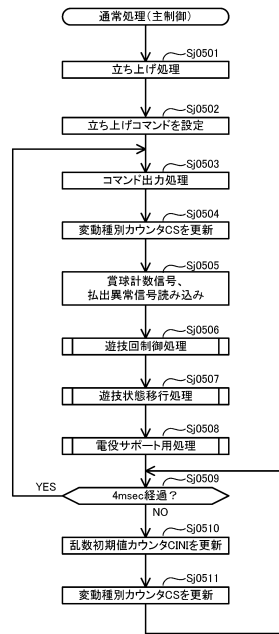 通常処理(主制御)
Sj0501
立ち上げ処理
Sj0502
立ち上げコマンドを設定
Sj0503
コマンド出力処理
Sj0504
変動種別カウンタCSを更新
Sj0505
賞球計数信号、
払出異常信号読み込み
Sj0506
遊技回制御処理
Sj0507
遊技状態移行処理
Sj0508
電役サポート用処理
Sj0509
YES
4msec経過?
NO
Sj0510
乱数初期値カウンタCINIを更新
Sj0511
変動種別カウンタCSを更新